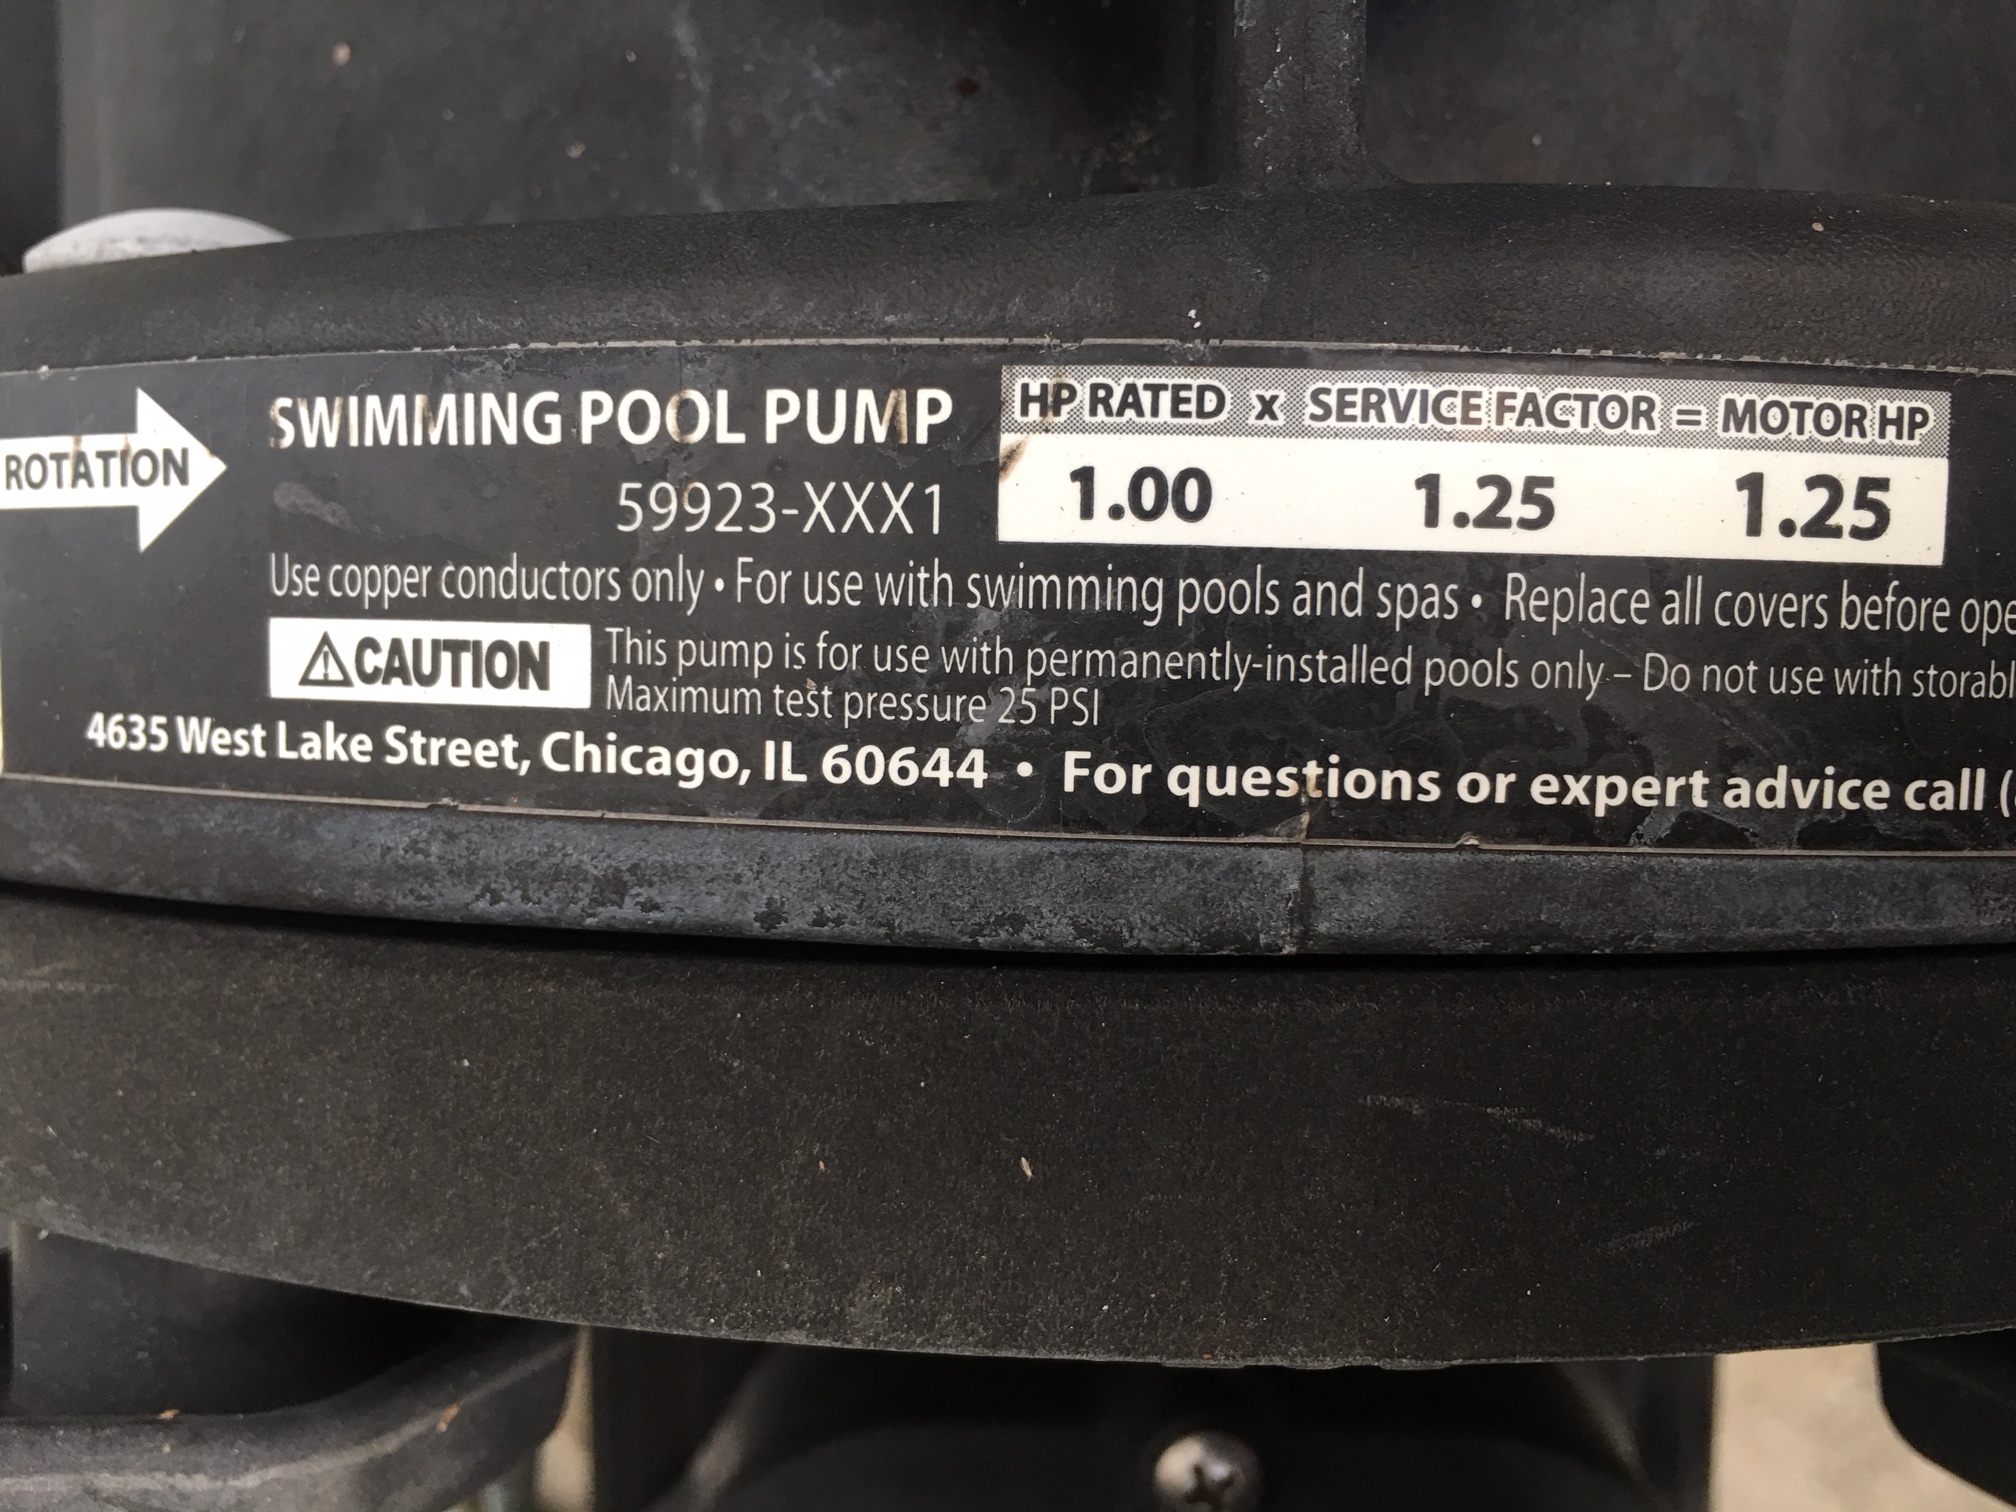 ROTATION
SWIMMING POOL PUMP
59923-XXX1
HP RATED x SERVICE FACTOR = MOTOR HP
1.00 1.25 1.25
Use copper conductors only • For use with swimming pools and spas • Replace all covers before ope
⚠CAUTION
This pump is for use with permanently-installed pools only – Do not use with storabl
Maximum test pressure 25 PSI
4635 West Lake Street, Chicago, IL 60644 • For questions or expert advice call (